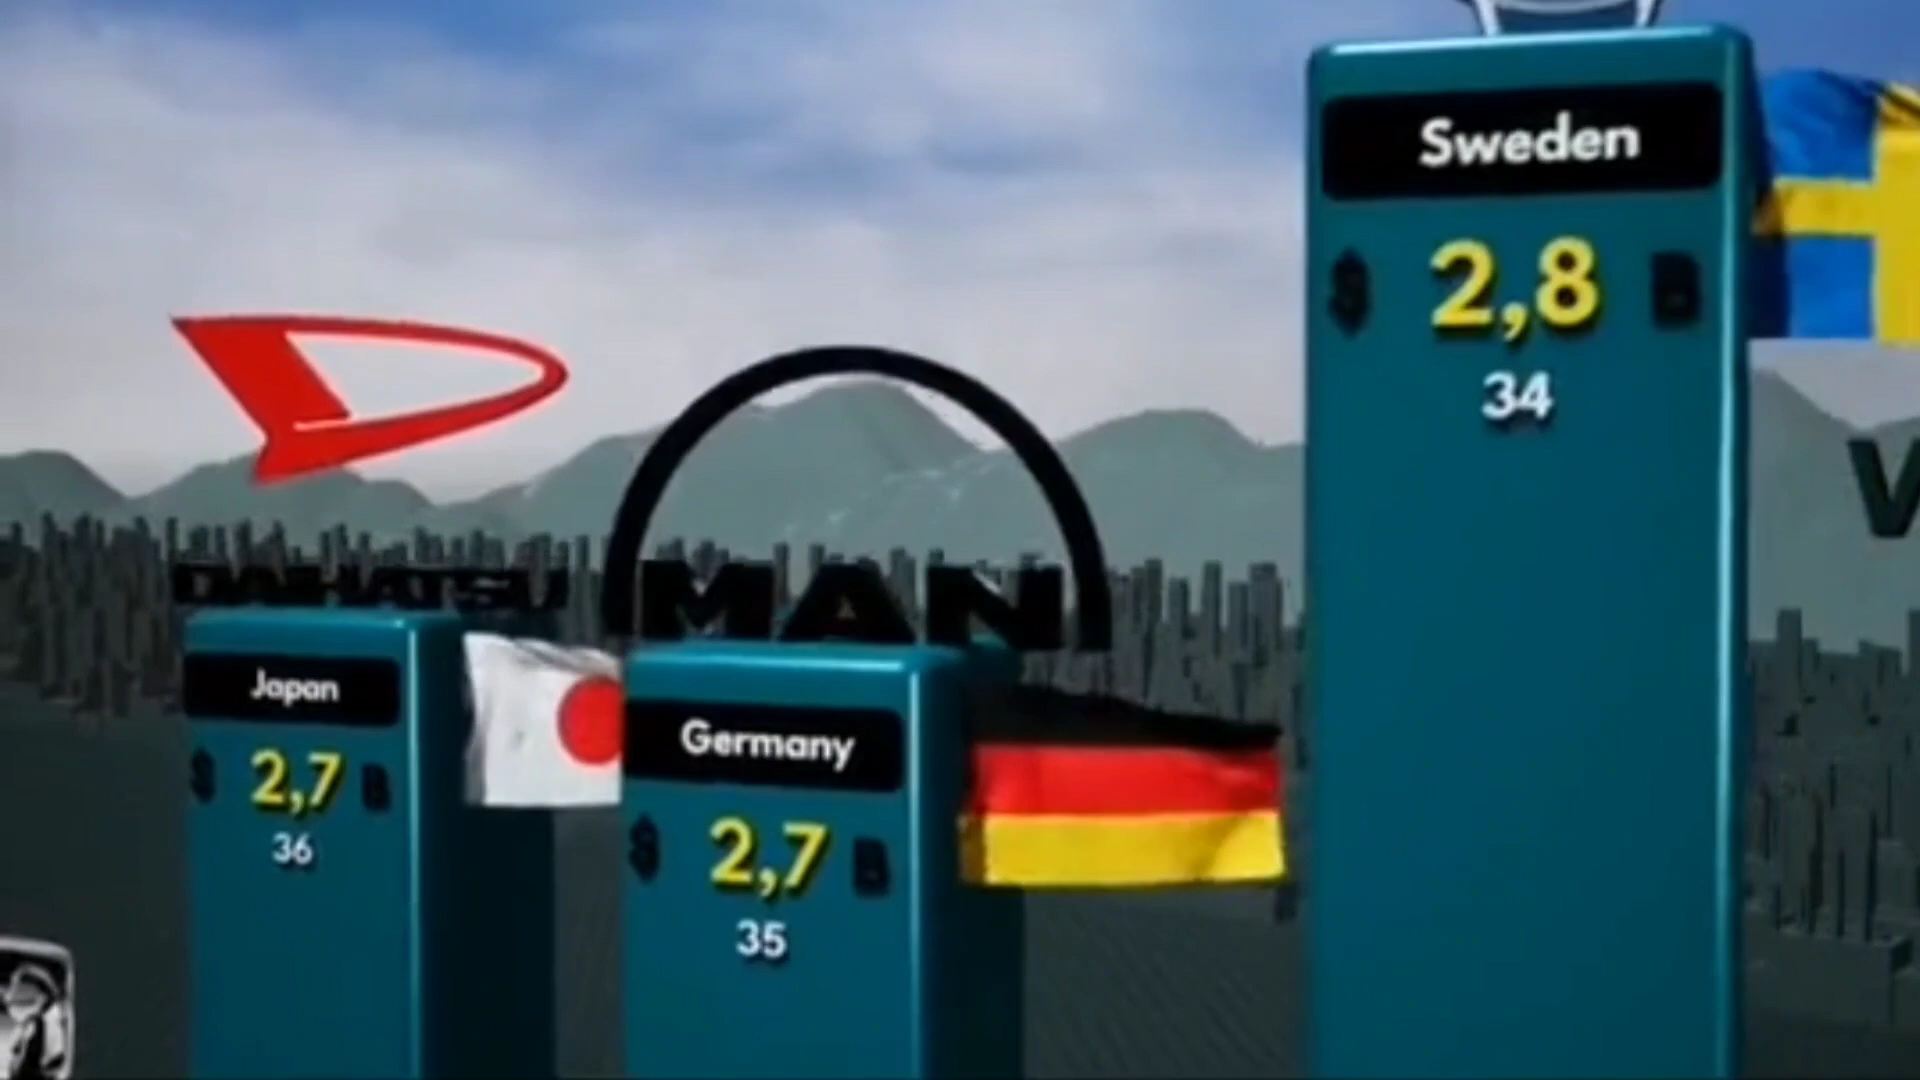 DAIHATSU
Japan
$ 2,7 B
36
MAN
Germany
$ 2,7 B
35
Sweden
$ 2,8 B
34
V